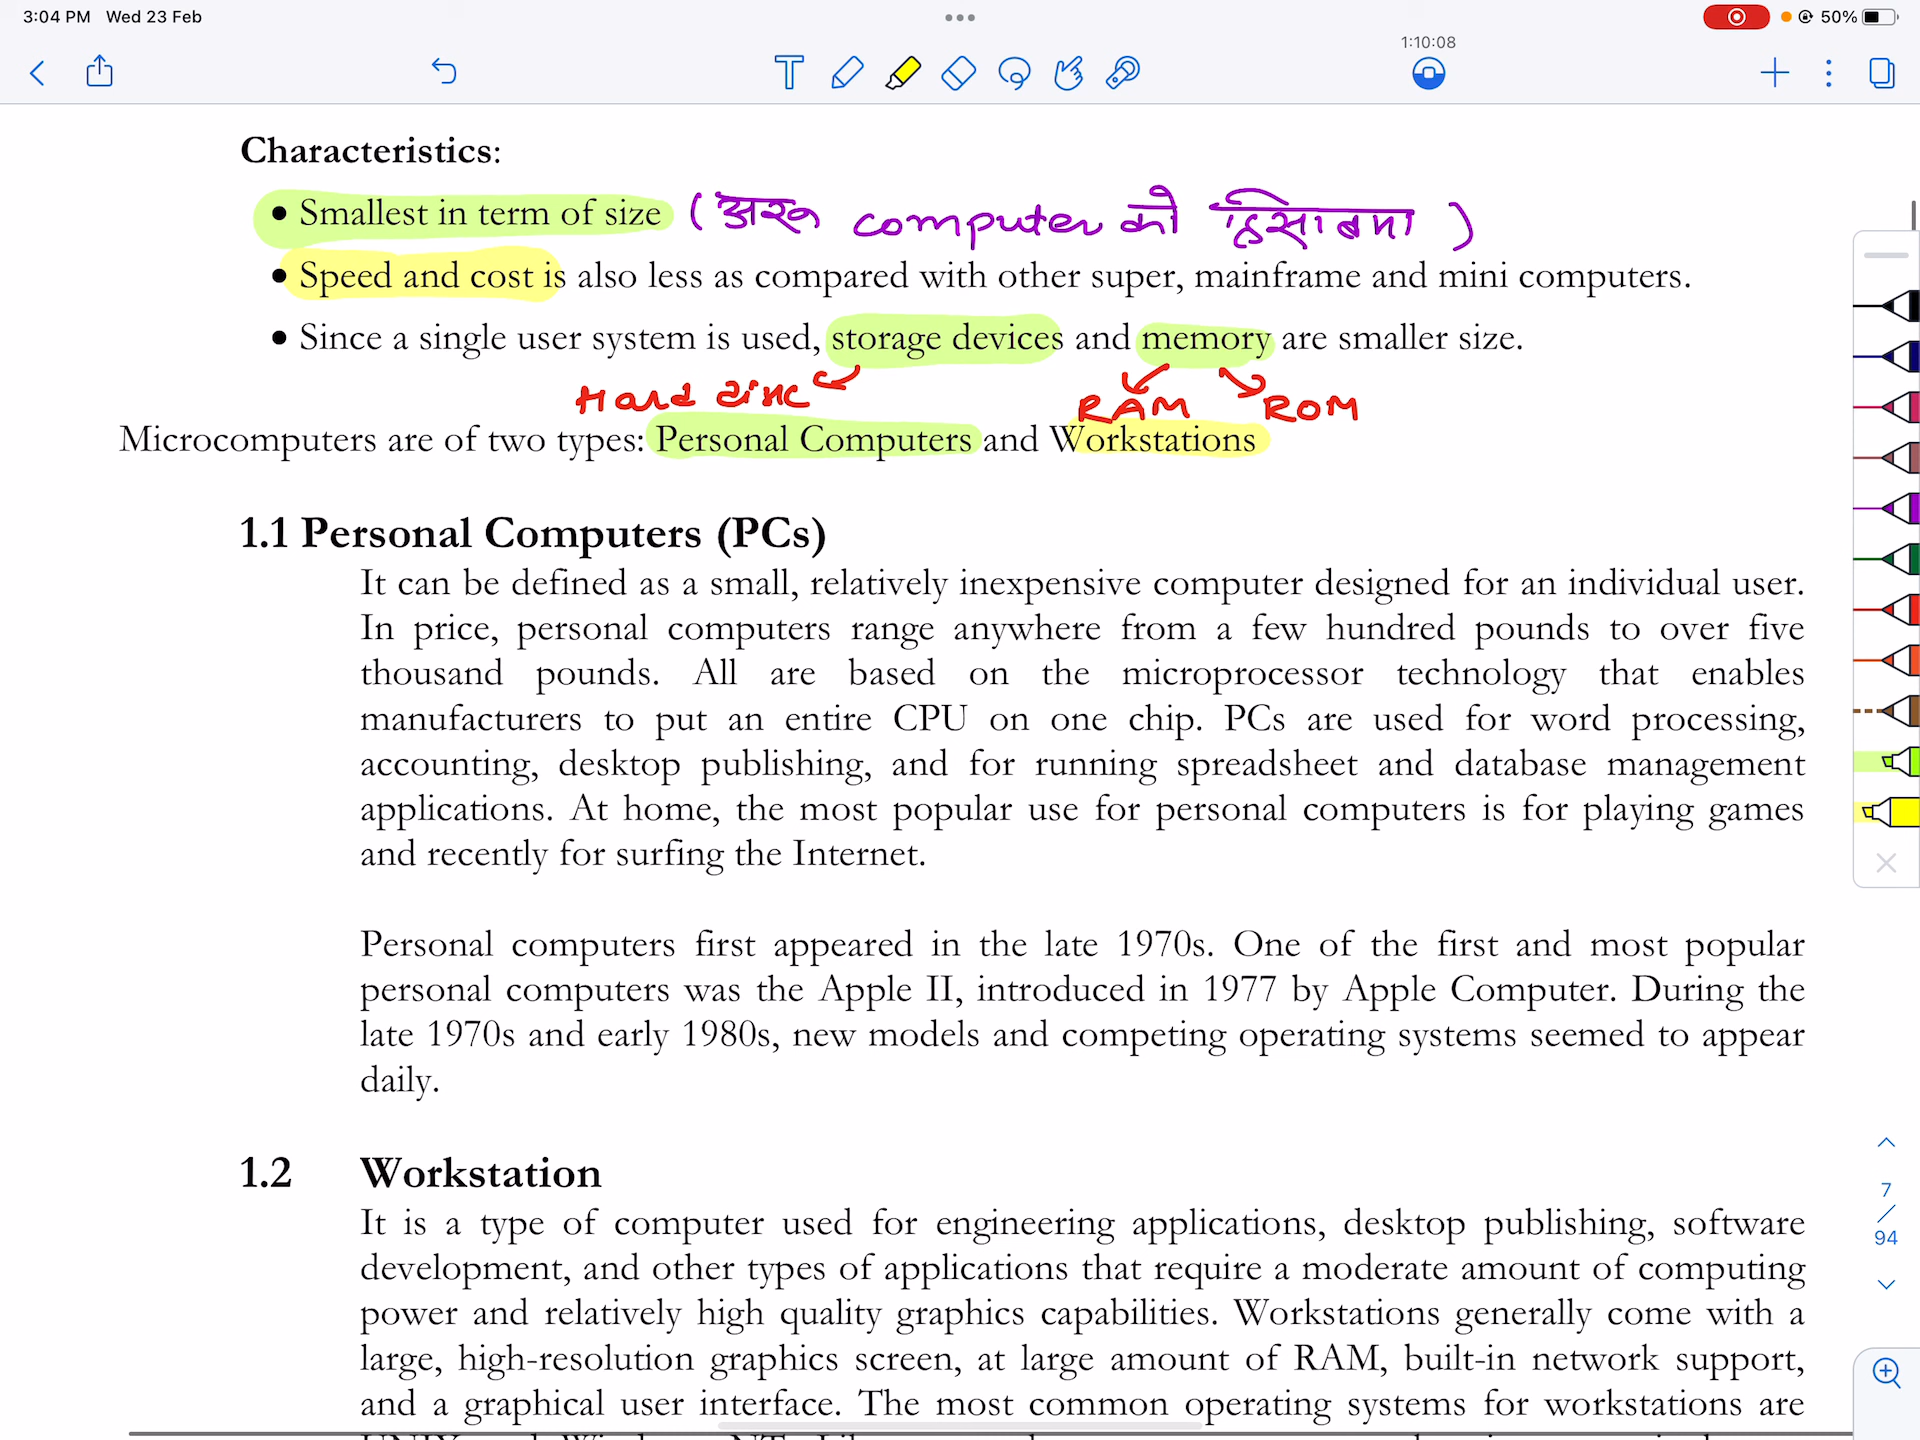 3:04 PM Wed 23 Feb
50%
1:10:08
Characteristics:
• Smallest in term of size (अरू computer को हिसाबमा)
• Speed and cost is also less as compared with other super, mainframe and mini computers.
• Since a single user system is used, storage devices and memory are smaller size.
Hard disc RAM ROM
Microcomputers are of two types: Personal Computers and Workstations
1.1 Personal Computers (PCs)
It can be defined as a small, relatively inexpensive computer designed for an individual user.
In price, personal computers range anywhere from a few hundred pounds to over five
thousand pounds. All are based on the microprocessor technology that enables
manufacturers to put an entire CPU on one chip. PCs are used for word processing,
accounting, desktop publishing, and for running spreadsheet and database management
applications. At home, the most popular use for personal computers is for playing games
and recently for surfing the Internet.
Personal computers first appeared in the late 1970s. One of the first and most popular
personal computers was the Apple II, introduced in 1977 by Apple Computer. During the
late 1970s and early 1980s, new models and competing operating systems seemed to appear
daily.
1.2 Workstation
It is a type of computer used for engineering applications, desktop publishing, software
development, and other types of applications that require a moderate amount of computing
power and relatively high quality graphics capabilities. Workstations generally come with a
large, high-resolution graphics screen, at large amount of RAM, built-in network support,
and a graphical user interface. The most common operating systems for workstations are
7
/
94